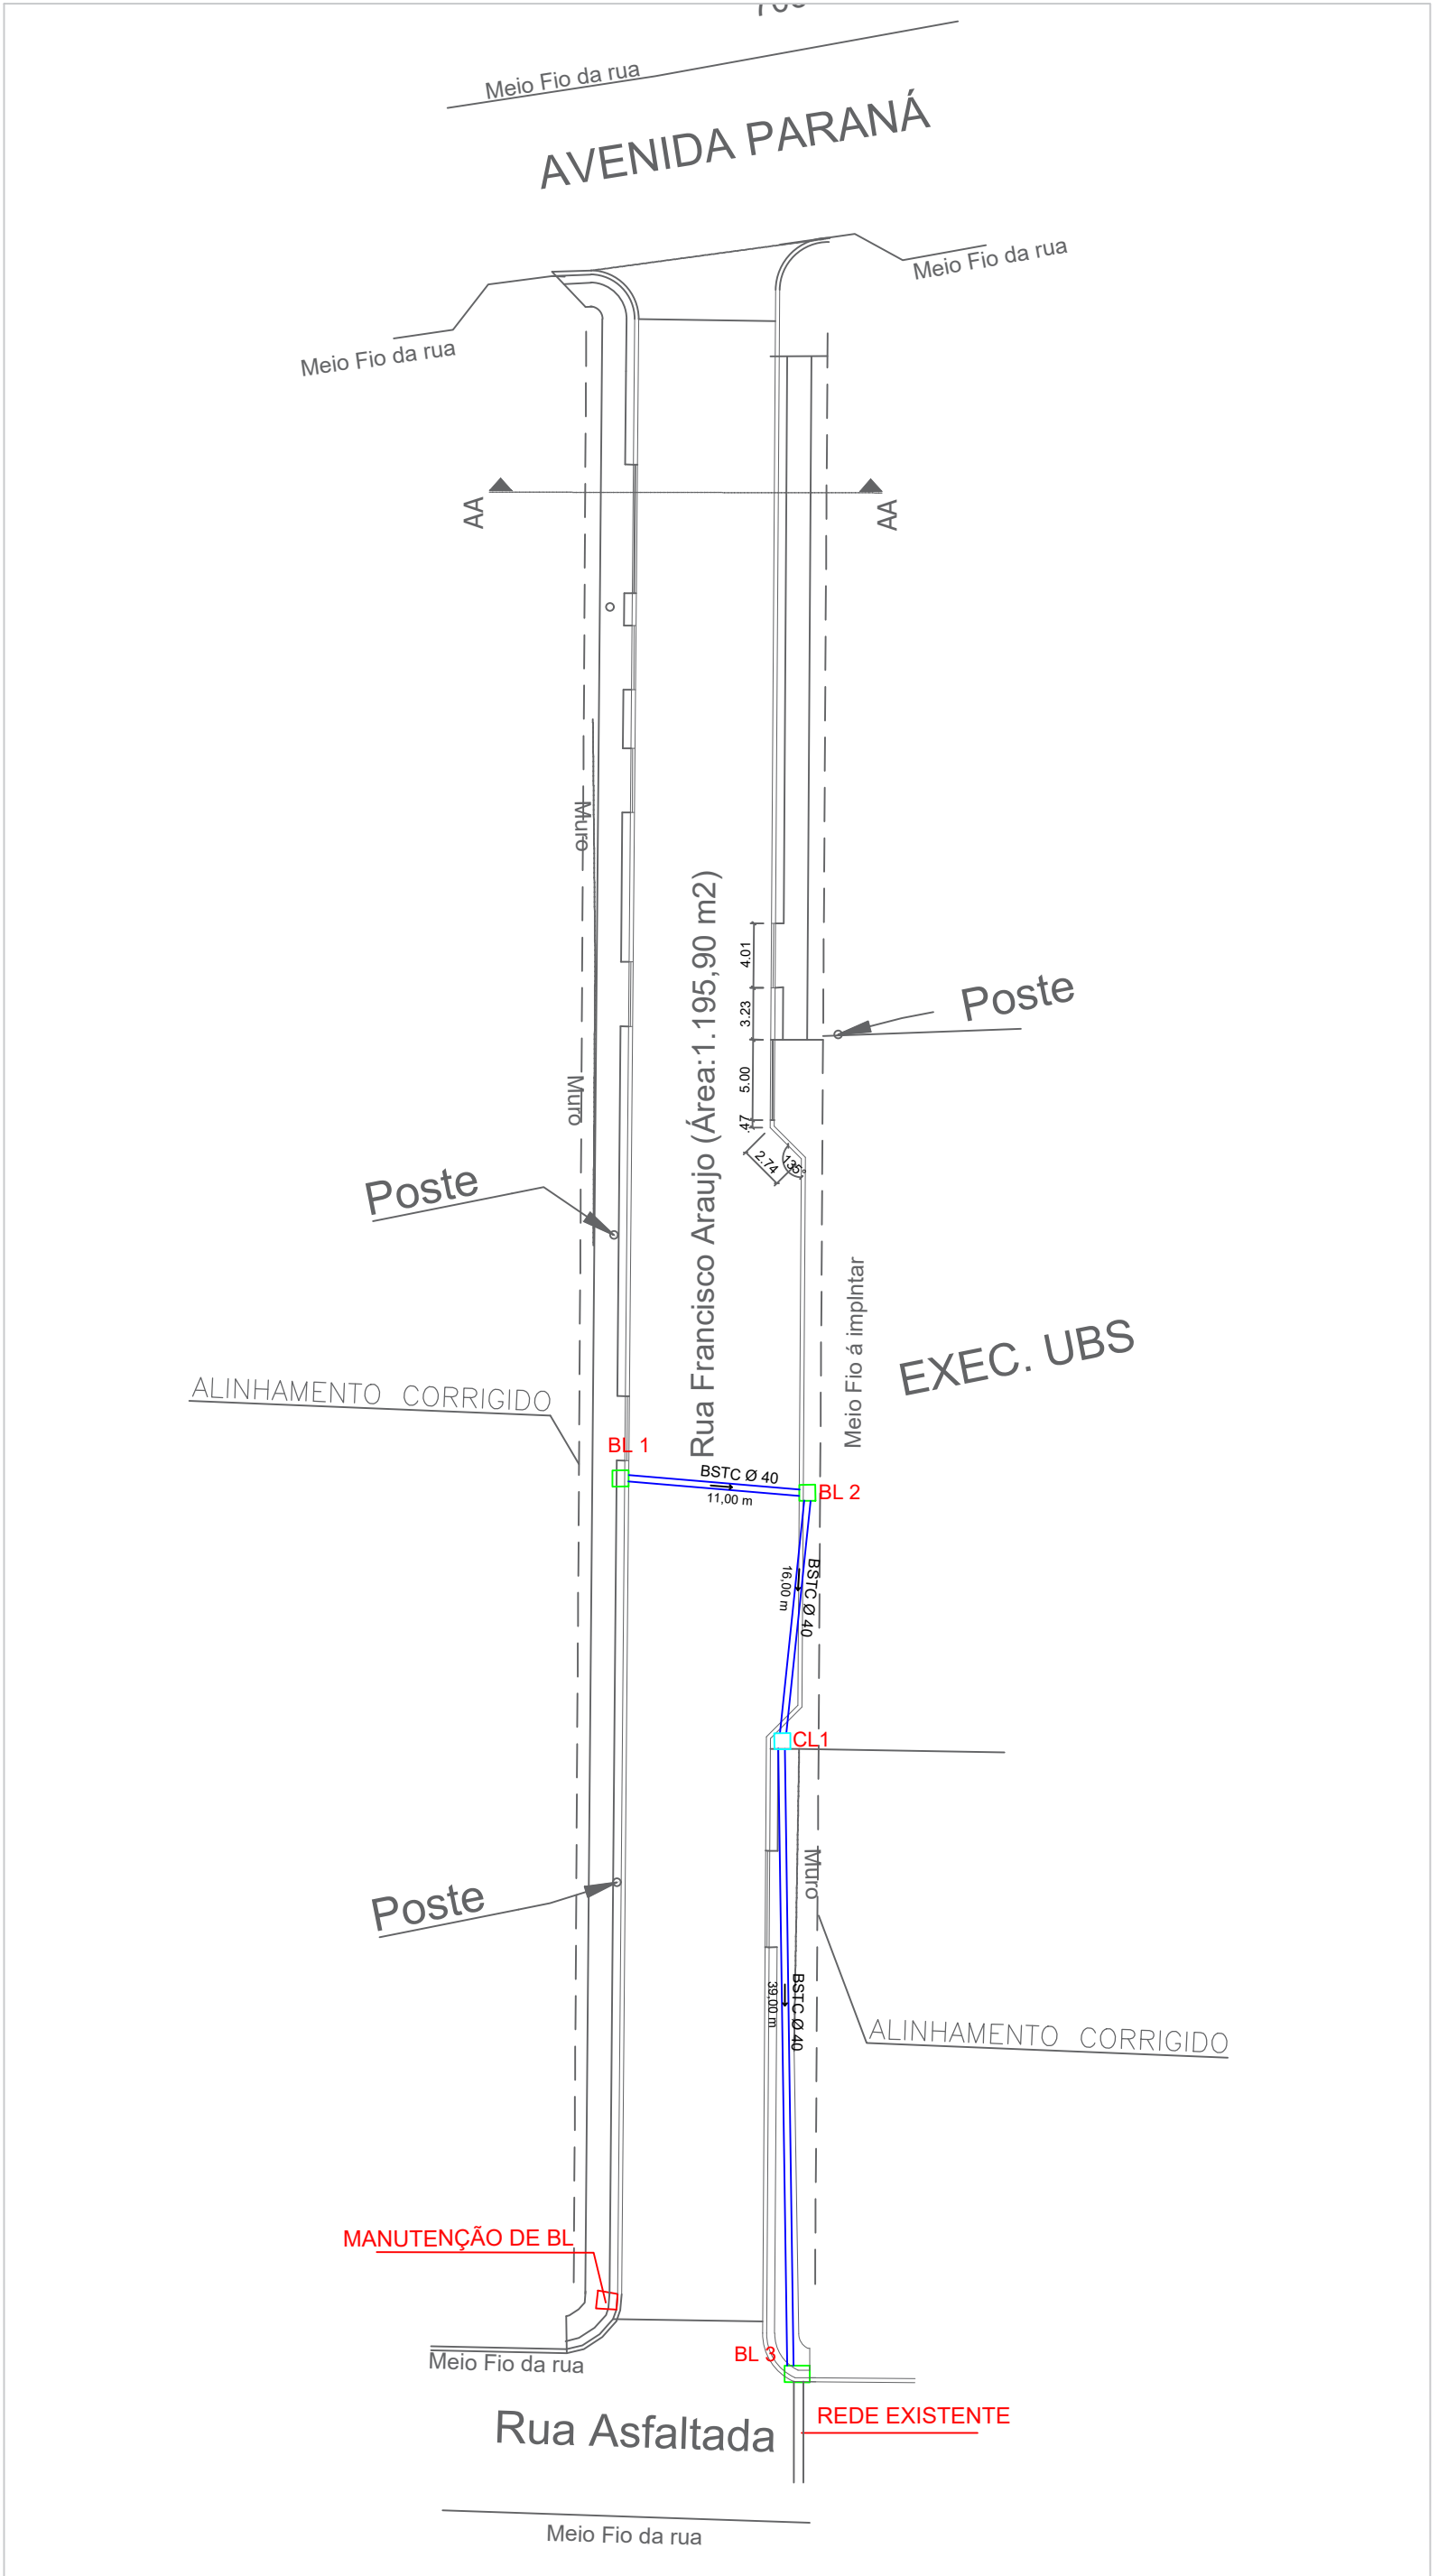 Meio Fio da rua
AVENIDA PARANÁ
Meio Fio da rua
Meio Fio da rua
AA
AA
Muro
4.01
3.23
5.00
.47
2.74
135°
Poste
Muro
Rua Francisco Araujo (Área:1.195,90 m2)
Poste
Meio Fio á implntar
EXEC. UBS
ALINHAMENTO CORRIGIDO
BL 1
BSTC Ø 40
11,00 m
BL 2
BSTC Ø 40
16,00 m
CL1
Muro
Poste
BSTC Ø 40
39,00 m
ALINHAMENTO CORRIGIDO
MANUTENÇÃO DE BL
BL 3
Meio Fio da rua
REDE EXISTENTE
Rua Asfaltada
Meio Fio da rua